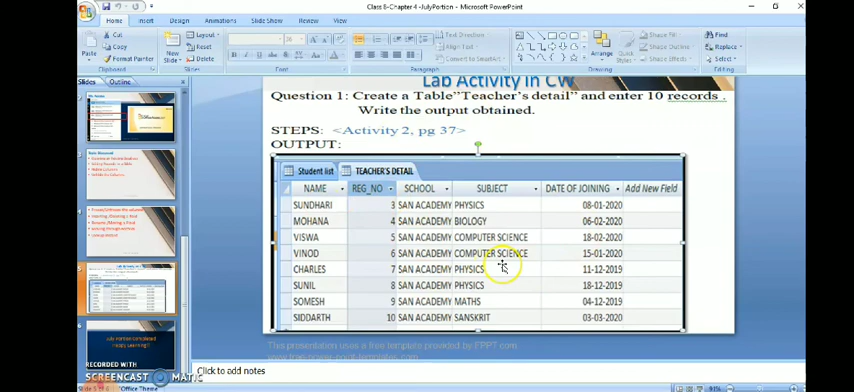 Class 8-Chapter 4 -JulyPortion - Microsoft PowerPoint
Home Insert Design Animations Slide Show Review View
Cut
Copy
Format Painter
Paste
Clipboard
New Slide
Layout
Reset
Delete
Slides
Font
Paragraph
Text Direction
Align Text
Convert to SmartArt
Arrange
Quick Styles
Shape Fill
Shape Outline
Shape Effects
Drawing
Find
Replace
Select
Editing
Slides Outline
Lab Activity in CW
Question 1: Create a Table"Teacher's detail" and enter 10 records .
Write the output obtained.
STEPS: <Activity 2, pg 37>
OUTPUT:
Student list TEACHER'S DETAIL
NAME REG_NO SCHOOL SUBJECT DATE OF JOINING Add New Field
SUNDHARI 3 SAN ACADEMY PHYSICS 08-01-2020
MOHANA 4 SAN ACADEMY BIOLOGY 06-02-2020
VISWA 5 SAN ACADEMY COMPUTER SCIENCE 18-02-2020
VINOD 6 SAN ACADEMY COMPUTER SCIENCE 15-01-2020
CHARLES 7 SAN ACADEMY PHYSICS 11-12-2019
SUNIL 8 SAN ACADEMY PHYSICS 18-12-2019
SOMESH 9 SAN ACADEMY MATHS 04-12-2019
SIDDARTH 10 SAN ACADEMY SANSKRIT 03-03-2020
This presentation uses a free template provided by FPPT.com
www.free-power-point-templates.com
July Portion Completed
Happy Learning!!
Click to add notes
RECORDED WITH
SCREENCAST MATIC
Office Theme
91%